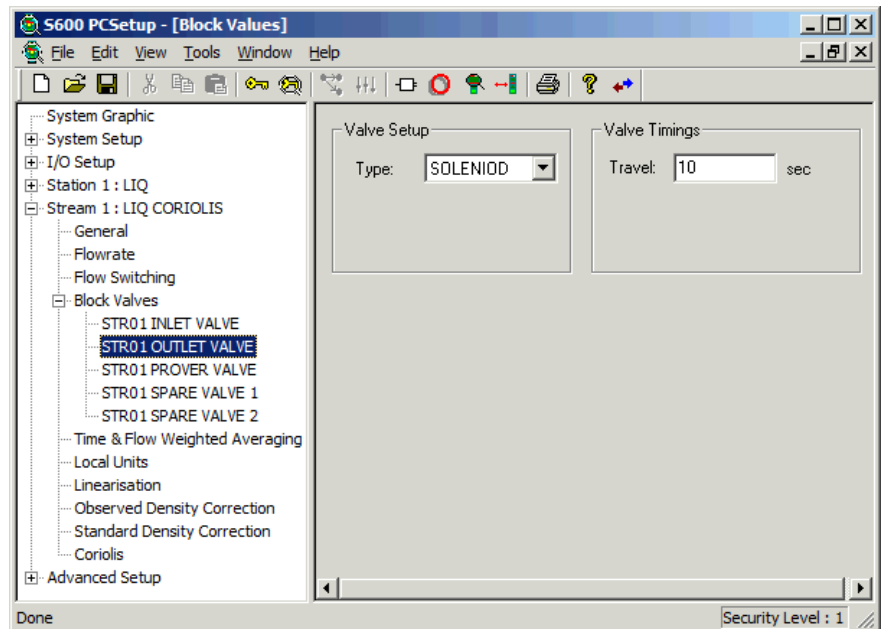 S600 PCSetup - [Block Values]
File Edit View Tools Window Help
System Graphic
System Setup
I/O Setup
Station 1 : LIQ
Stream 1 : LIQ CORIOLIS
General
Flowrate
Flow Switching
Block Valves
STR01 INLET VALVE
STR01 OUTLET VALVE
STR01 PROVER VALVE
STR01 SPARE VALVE 1
STR01 SPARE VALVE 2
Time & Flow Weighted Averaging
Local Units
Linearisation
Observed Density Correction
Standard Density Correction
Coriolis
Advanced Setup
Valve Setup
Type: SOLENIOD
Valve Timings
Travel: 10 sec
Done
Security Level : 1